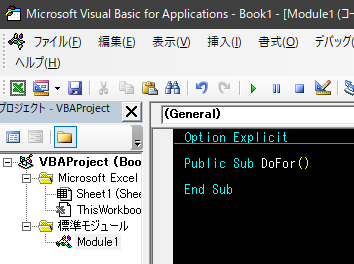 Microsoft Visual Basic for Applications - Book1 - [Module1 (コー
ファイル(F) 編集(E) 表示(V) 挿入(I) 書式(O) デバッグ(
ヘルプ(H)
プロジェクト - VBAProject
(General)
VBAProject (Boo
Microsoft Excel
Sheet1 (Shee
ThisWorkboo
標準モジュール
Module1
Option Explicit
Public Sub DoFor()
End Sub